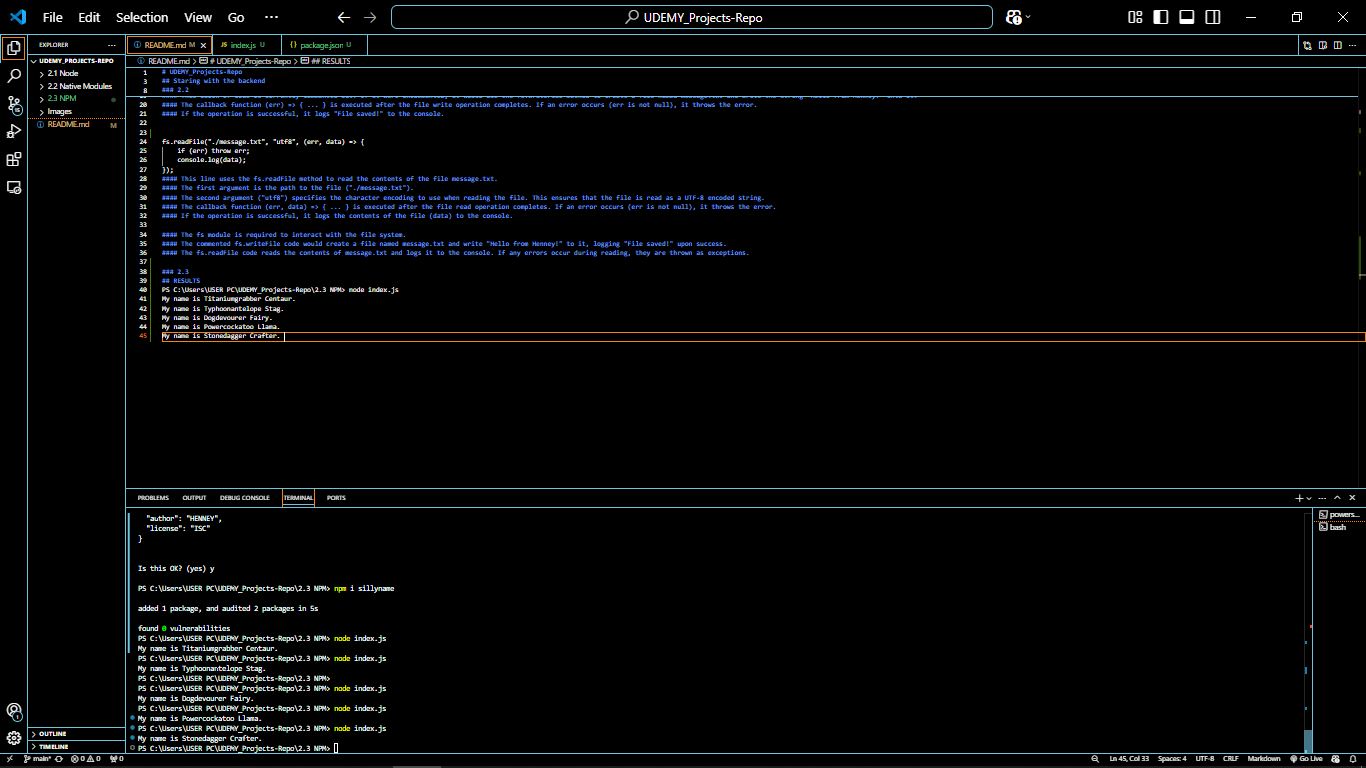 File Edit Selection View Go ···
UDEMY_Projects-Repo
EXPLORER ···
UDEMY_PROJECTS-REPO
2.1 Node
2.2 Native Modules
2.3 NPM
Images
README.md M
OUTLINE
TIMELINE
README.md M
JS index.js U
{} package.json U
README.md > # UDEMY_Projects-Repo > ## RESULTS
1 # UDEMY_Projects-Repo
3 ## Staring with the backend
8 ### 2.2
20 #### The callback function (err) => { ... } is executed after the file write operation completes. If an error occurs (err is not null), it throws the error.
21 #### If the operation is successful, it logs "File saved!" to the console.
22
23
24 fs.readFile("./message.txt", "utf8", (err, data) => {
25 if (err) throw err;
26 console.log(data);
27 });
28 #### This line uses the fs.readFile method to read the contents of the file message.txt.
29 #### The first argument is the path to the file ("./message.txt").
30 #### The second argument ("utf8") specifies the character encoding to use when reading the file. This ensures that the file is read as a UTF-8 encoded string.
31 #### The callback function (err, data) => { ... } is executed after the file read operation completes. If an error occurs (err is not null), it throws the error.
32 #### If the operation is successful, it logs the contents of the file (data) to the console.
33
34 #### The fs module is required to interact with the file system.
35 #### The commented fs.writeFile code would create a file named message.txt and write "Hello from Henney!" to it, logging "File saved!" upon success.
36 #### The fs.readFile code reads the contents of message.txt and logs it to the console. If any errors occur during reading, they are thrown as exceptions.
37
38 ### 2.3
39 ## RESULTS
40 PS C:\Users\USER PC\UDEMY_Projects-Repo\2.3 NPM> node index.js
41 My name is Titaniumgrabber Centaur.
42 My name is Typhoonantelope Stag.
43 My name is Dogdevourer Fairy.
44 My name is Powercockatoo Llama.
45 My name is Stonedagger Crafter.
PROBLEMS OUTPUT DEBUG CONSOLE TERMINAL PORTS
powers...
bash
"author": "HENNEY",
"license": "ISC"
}
Is this OK? (yes) y
PS C:\Users\USER PC\UDEMY_Projects-Repo\2.3 NPM> npm i sillyname
added 1 package, and audited 2 packages in 5s
found 0 vulnerabilities
PS C:\Users\USER PC\UDEMY_Projects-Repo\2.3 NPM> node index.js
My name is Titaniumgrabber Centaur.
PS C:\Users\USER PC\UDEMY_Projects-Repo\2.3 NPM> node index.js
My name is Typhoonantelope Stag.
PS C:\Users\USER PC\UDEMY_Projects-Repo\2.3 NPM>
PS C:\Users\USER PC\UDEMY_Projects-Repo\2.3 NPM> node index.js
My name is Dogdevourer Fairy.
PS C:\Users\USER PC\UDEMY_Projects-Repo\2.3 NPM> node index.js
My name is Powercockatoo Llama.
PS C:\Users\USER PC\UDEMY_Projects-Repo\2.3 NPM> node index.js
My name is Stonedagger Crafter.
PS C:\Users\USER PC\UDEMY_Projects-Repo\2.3 NPM>
main* 0 0 0 Ln 45, Col 33 Spaces: 4 UTF-8 CRLF Markdown Go Live